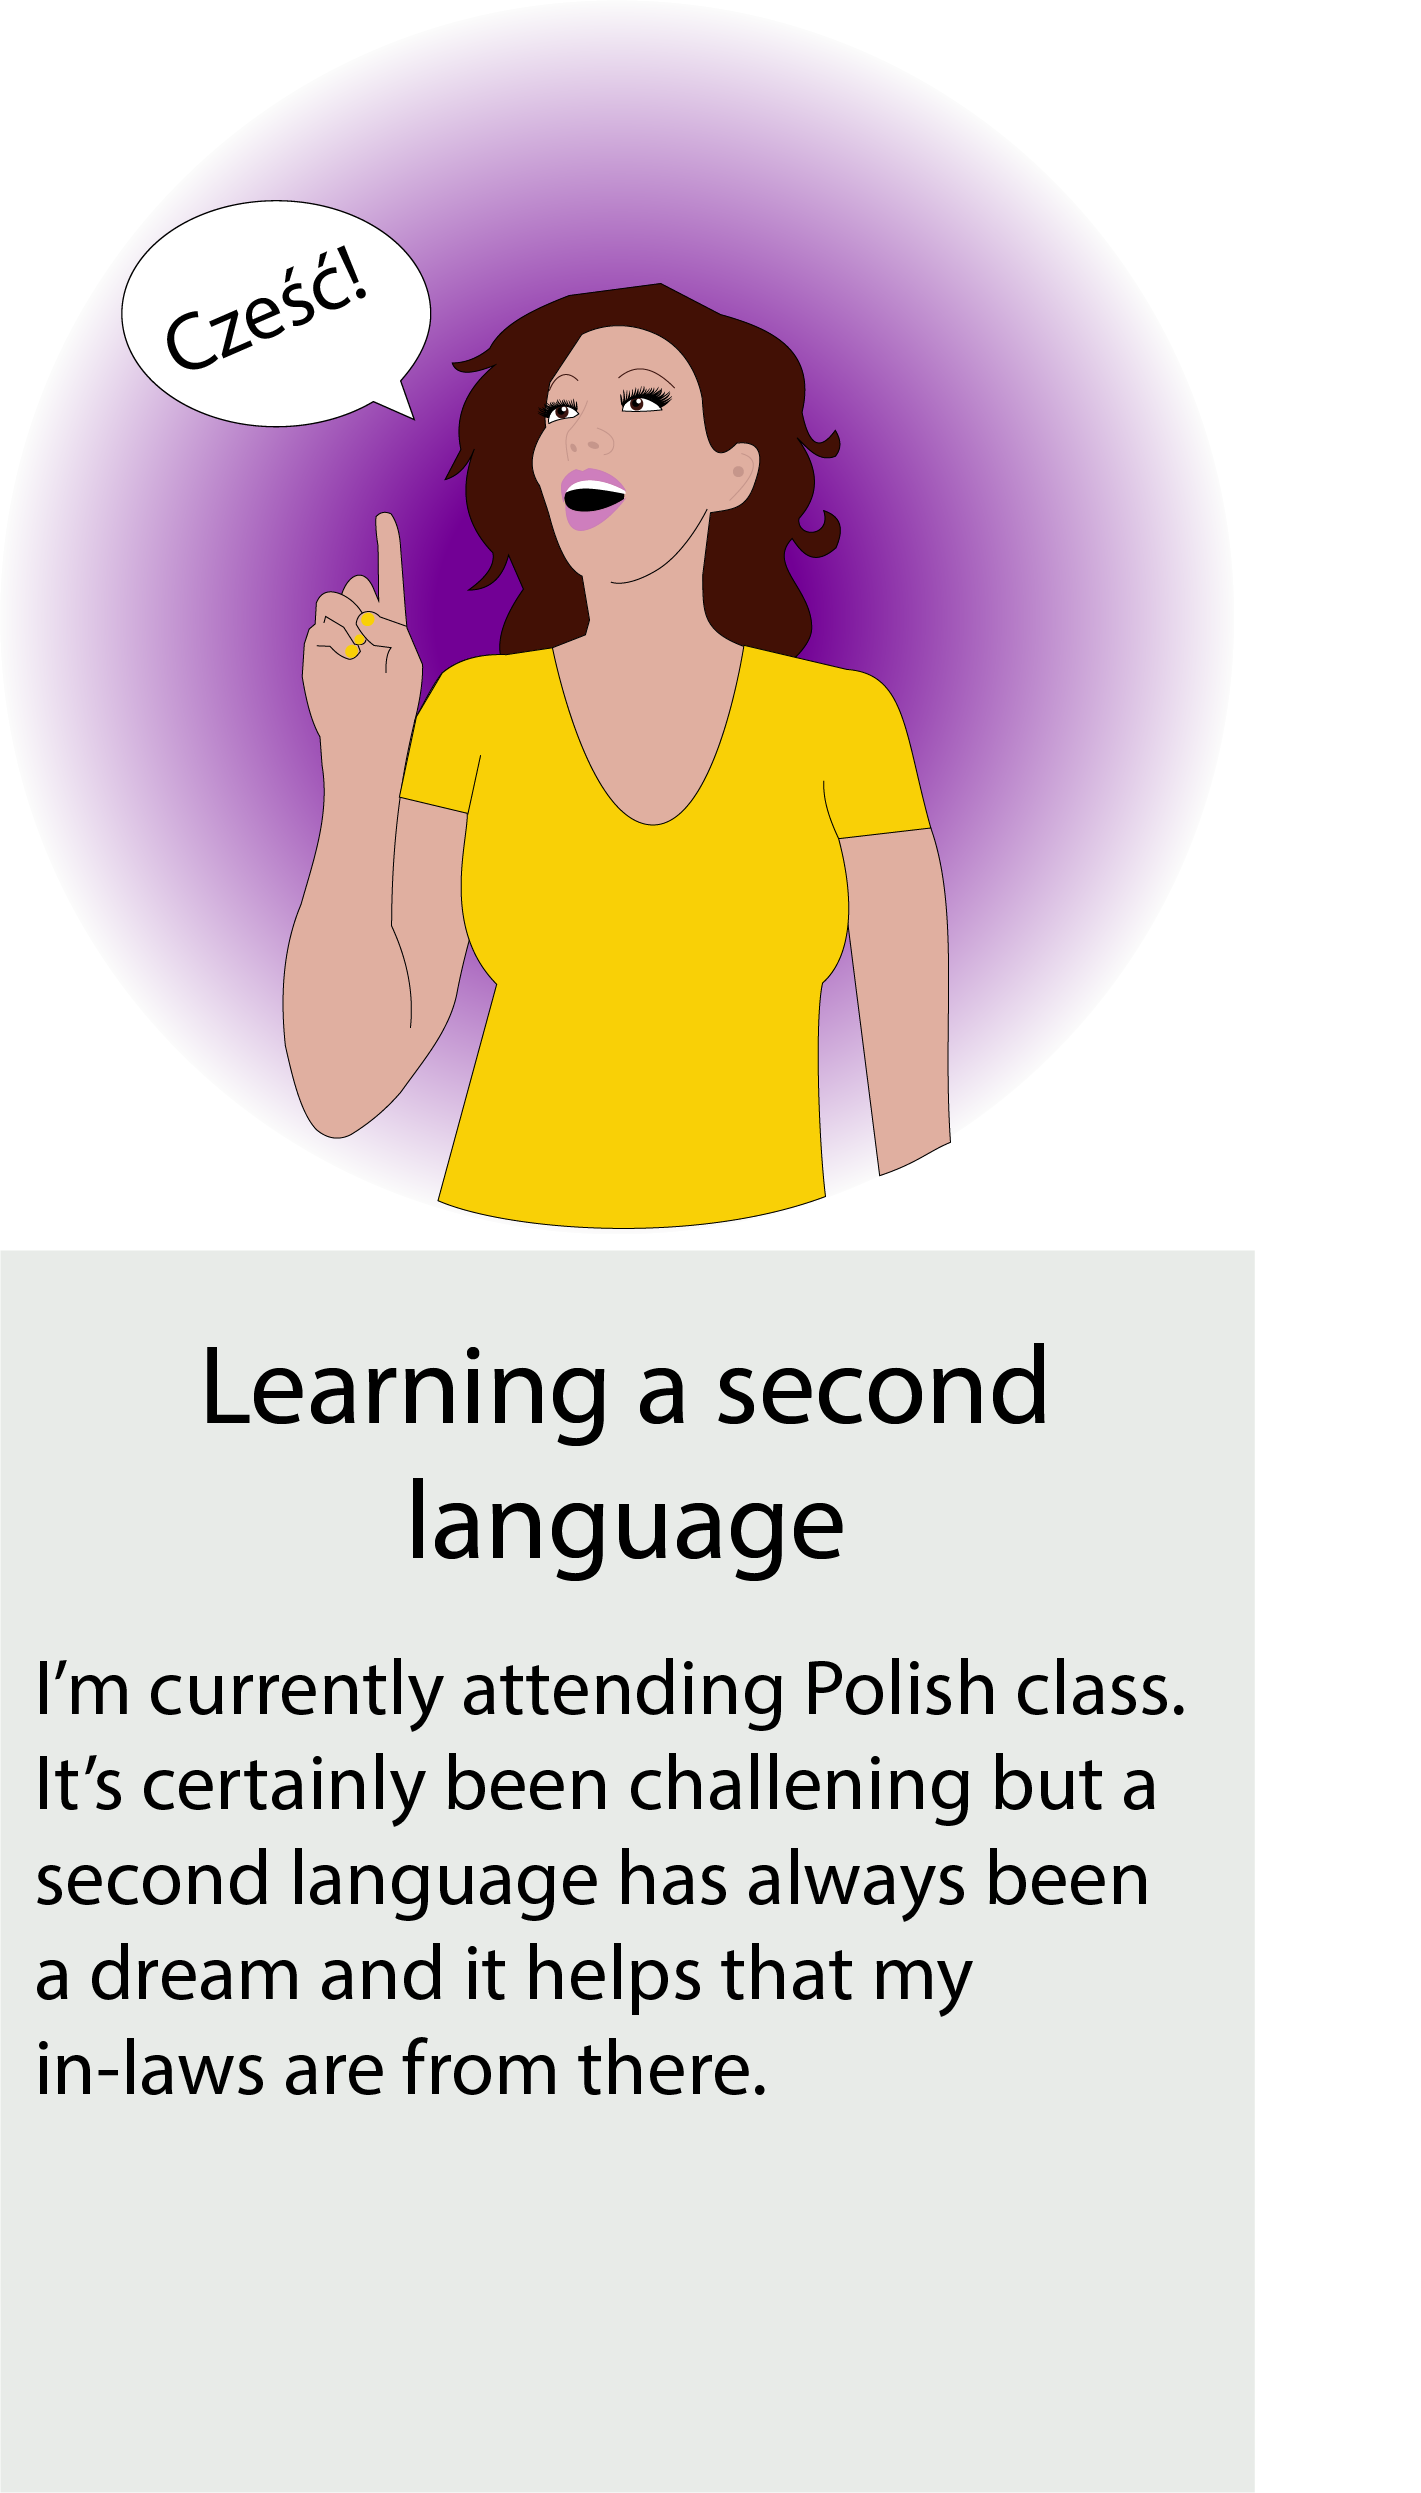 Cześć!
Learning a second
language
I’m currently attending Polish class.
It’s certainly been challening but a
second language has always been
a dream and it helps that my
in-laws are from there.